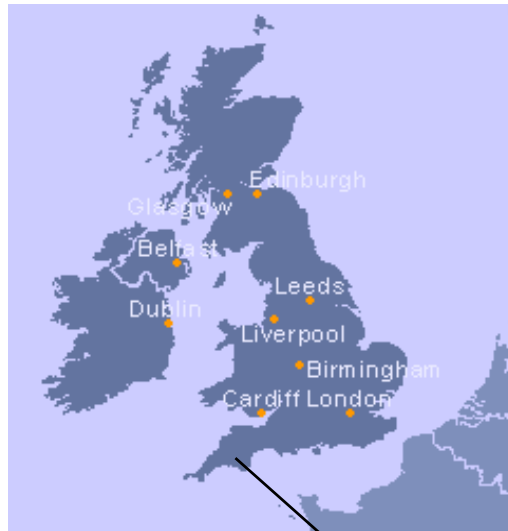 Edinburgh
Glasgow
Belfast
Leeds
Dublin
Liverpool
Birmingham
Cardiff London